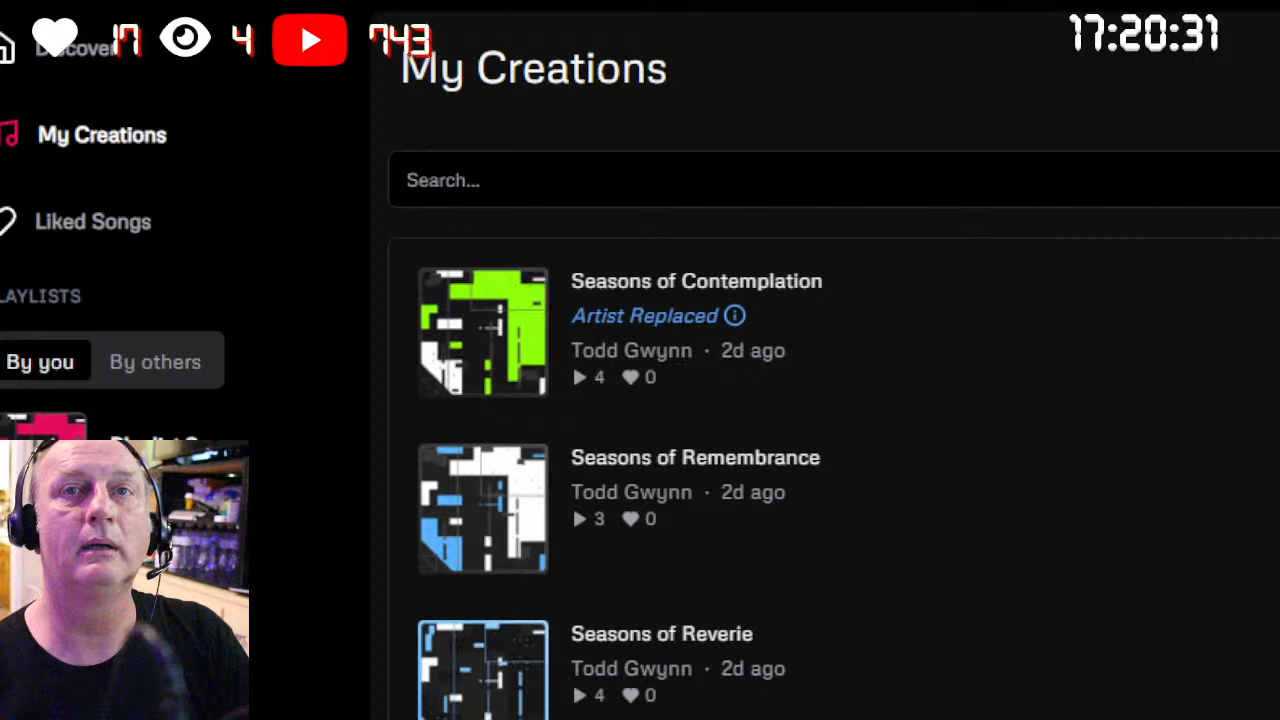 17 4 743 17:20:31
Discover
My Creations
My Creations
Search...
Liked Songs
LAYLISTS
By you By others
Seasons of Contemplation
Artist Replaced
Todd Gwynn · 2d ago
4 0
Seasons of Remembrance
Todd Gwynn · 2d ago
3 0
Seasons of Reverie
Todd Gwynn · 2d ago
4 0